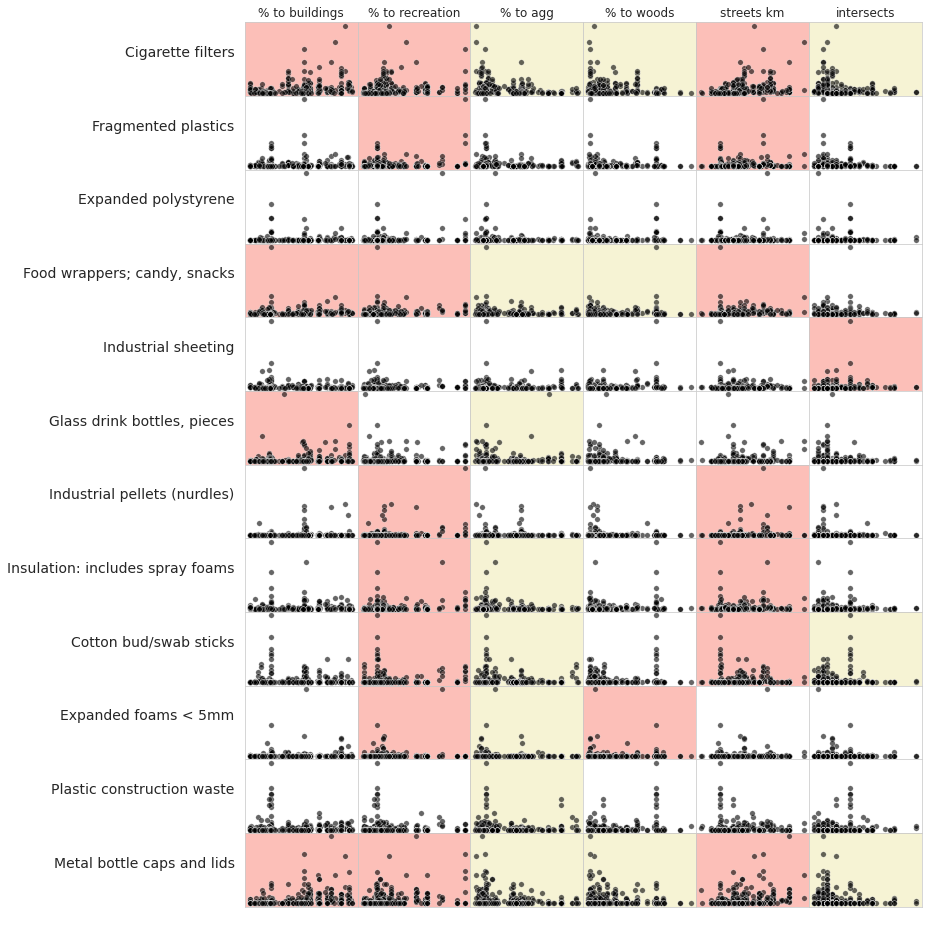 % to buildings % to recreation % to agg % to woods streets km intersects
Cigarette filters
Fragmented plastics
Expanded polystyrene
Food wrappers; candy, snacks
Industrial sheeting
Glass drink bottles, pieces
Industrial pellets (nurdles)
Insulation: includes spray foams
Cotton bud/swab sticks
Expanded foams < 5mm
Plastic construction waste
Metal bottle caps and lids